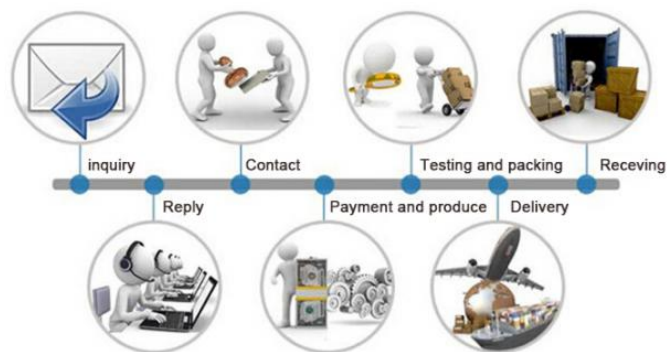 inquiry
Reply
Contact
Payment and produce
Testing and packing
Delivery
Receving